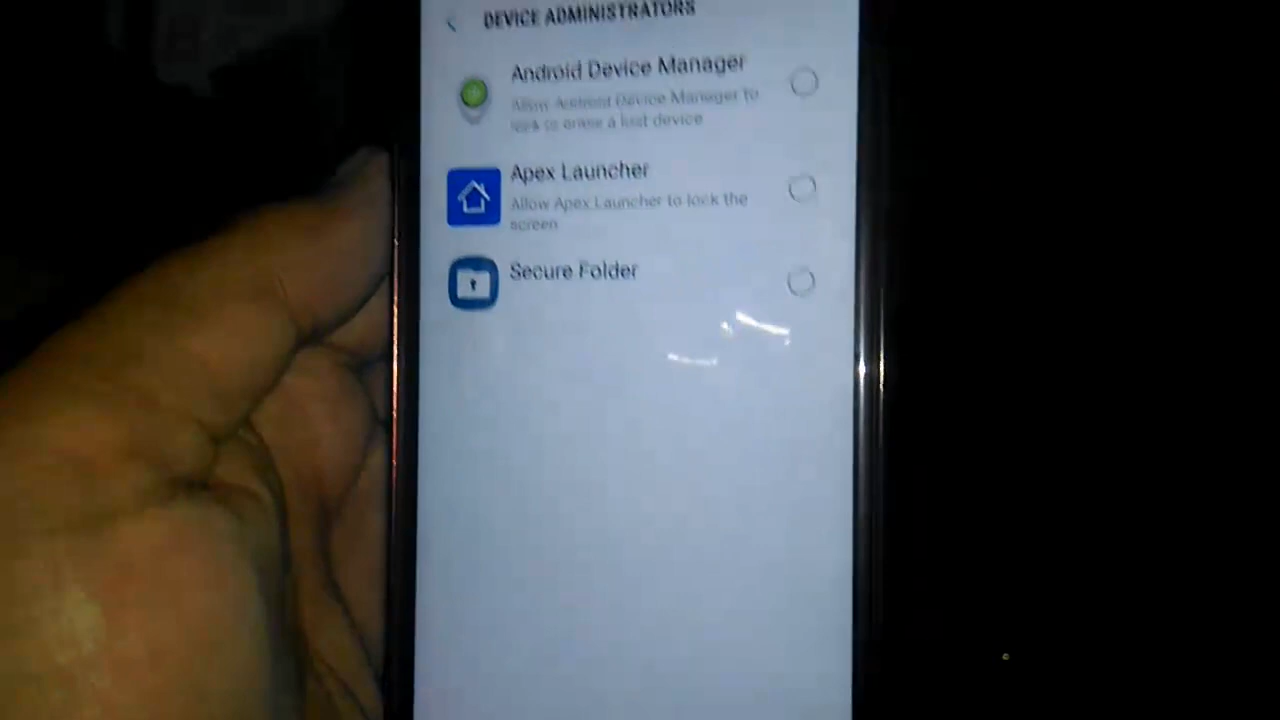 DEVICE ADMINISTRATORS
Android Device Manager
Allow Android Device Manager to
lock or erase a lost device
Apex Launcher
Allow Apex Launcher to lock the
screen
Secure Folder